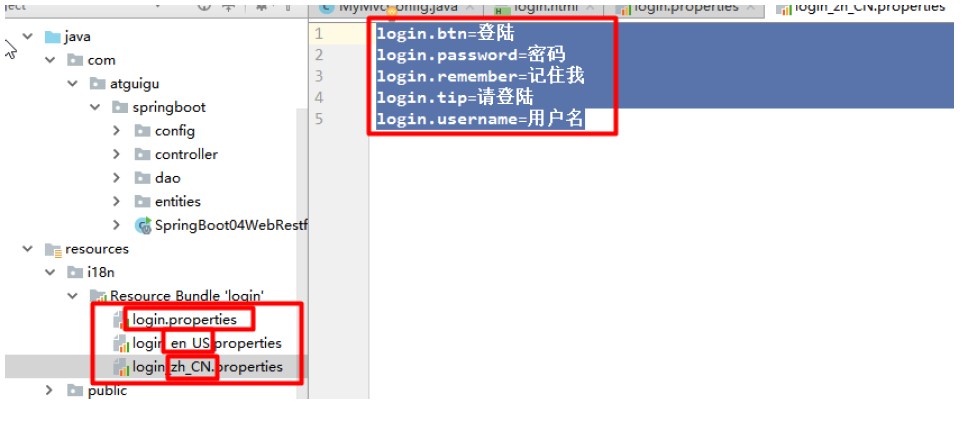 MyMvcConfig.java
login.html
login.properties
login_zh_CN.properties
java
com
atguigu
springboot
config
controller
dao
entities
SpringBoot04WebRestf
resources
i18n
Resource Bundle 'login'
login.properties
login_en_US.properties
login_zh_CN.properties
public
1 login.btn=登陆
2 login.password=密码
3 login.remember=记住我
4 login.tip=请登陆
5 login.username=用户名